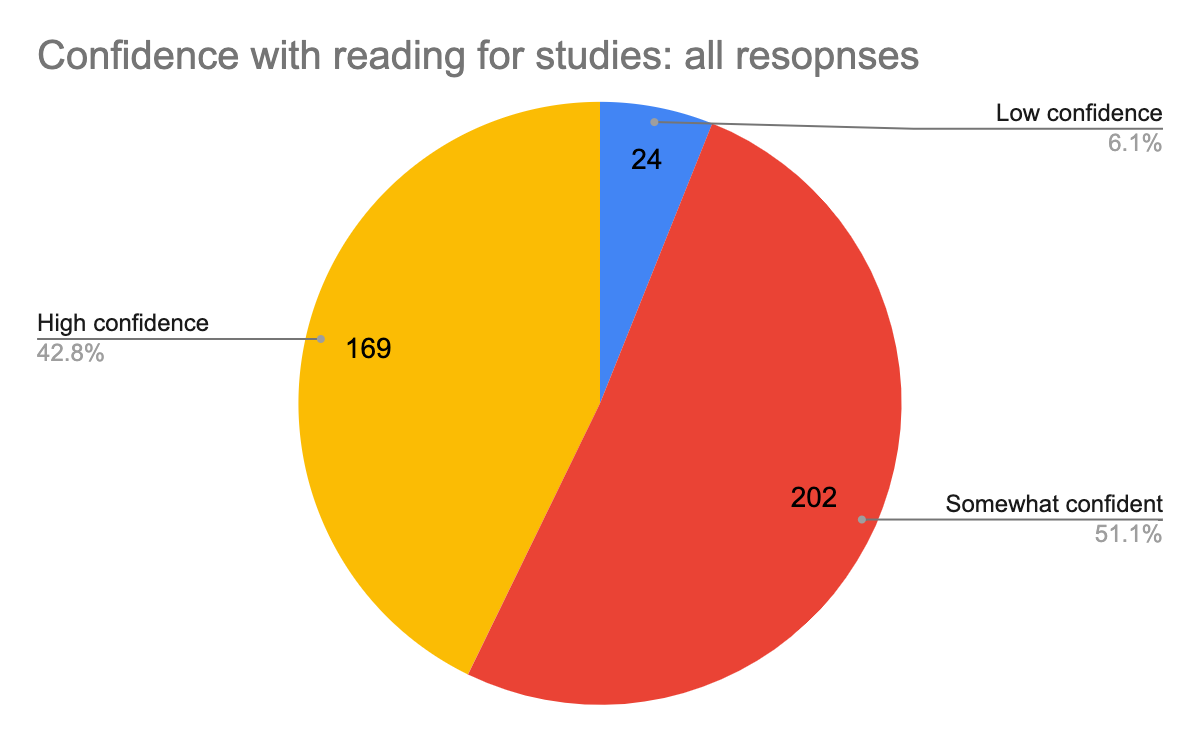 Confidence with reading for studies: all resopnses
Low confidence
6.1%
24
High confidence
42.8%
169
202
Somewhat confident
51.1%